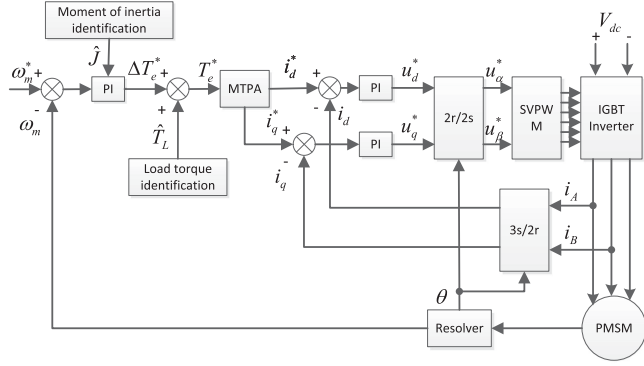 Moment of inertia
identification
V_dc
+ -
Ĵ
ω_m^* +
-
ω_m
PI
ΔT_e^* +
+
T_e^*
MTPA
i_d^* +
-
i_d
PI
u_d^*
2r/2s
u_α^*
SVPW
M
IGBT
Inverter
i_q^* +
-
i_q
PI
u_q^*
u_β^*
T̂_L
Load torque
identification
3s/2r
i_A
i_B
θ
Resolver
PMSM